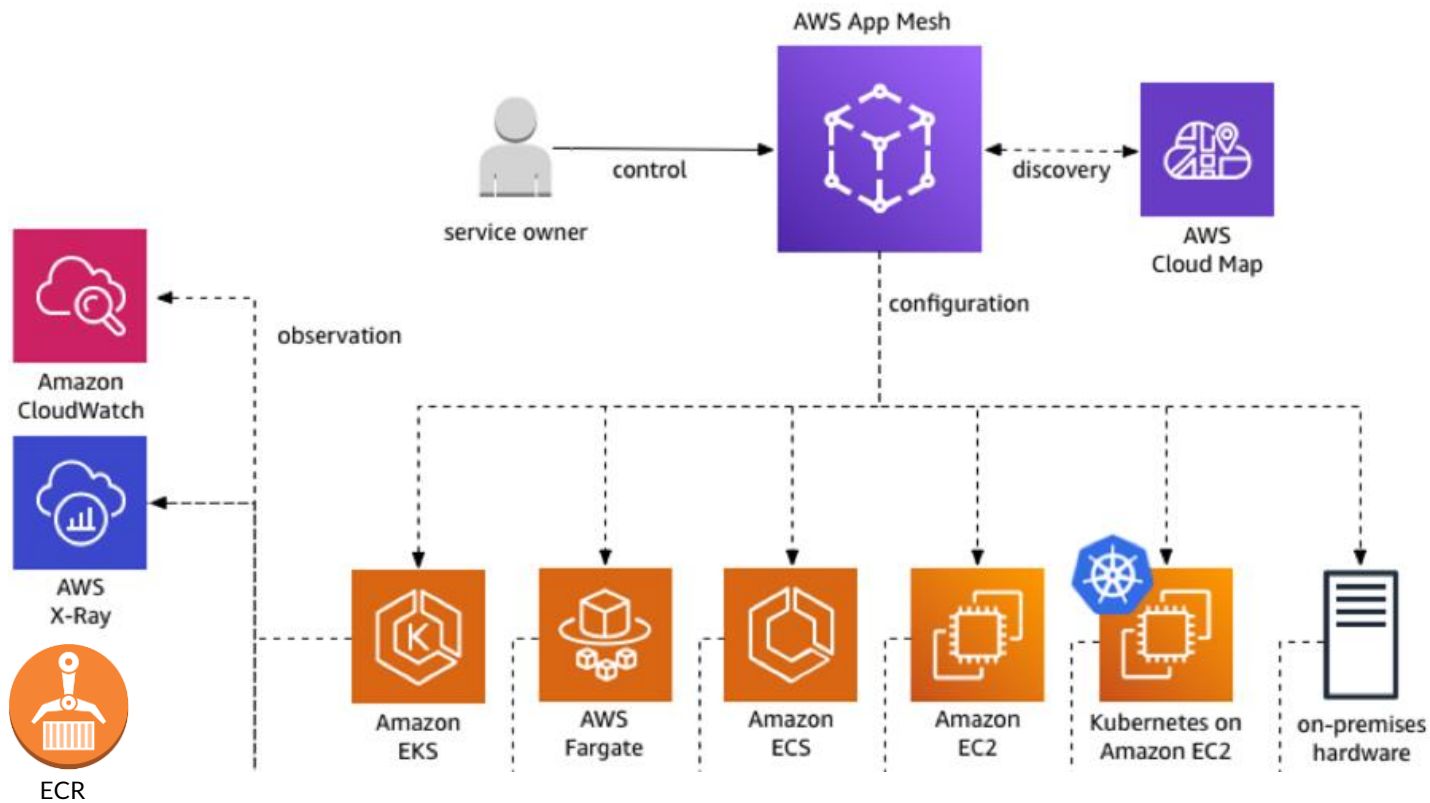 AWS App Mesh
control
discovery
service owner
AWS
Cloud Map
configuration
observation
Amazon
CloudWatch
AWS
X-Ray
K
Amazon
EKS
AWS
Fargate
Amazon
ECS
Amazon
EC2
Kubernetes on
Amazon EC2
on-premises
hardware
ECR